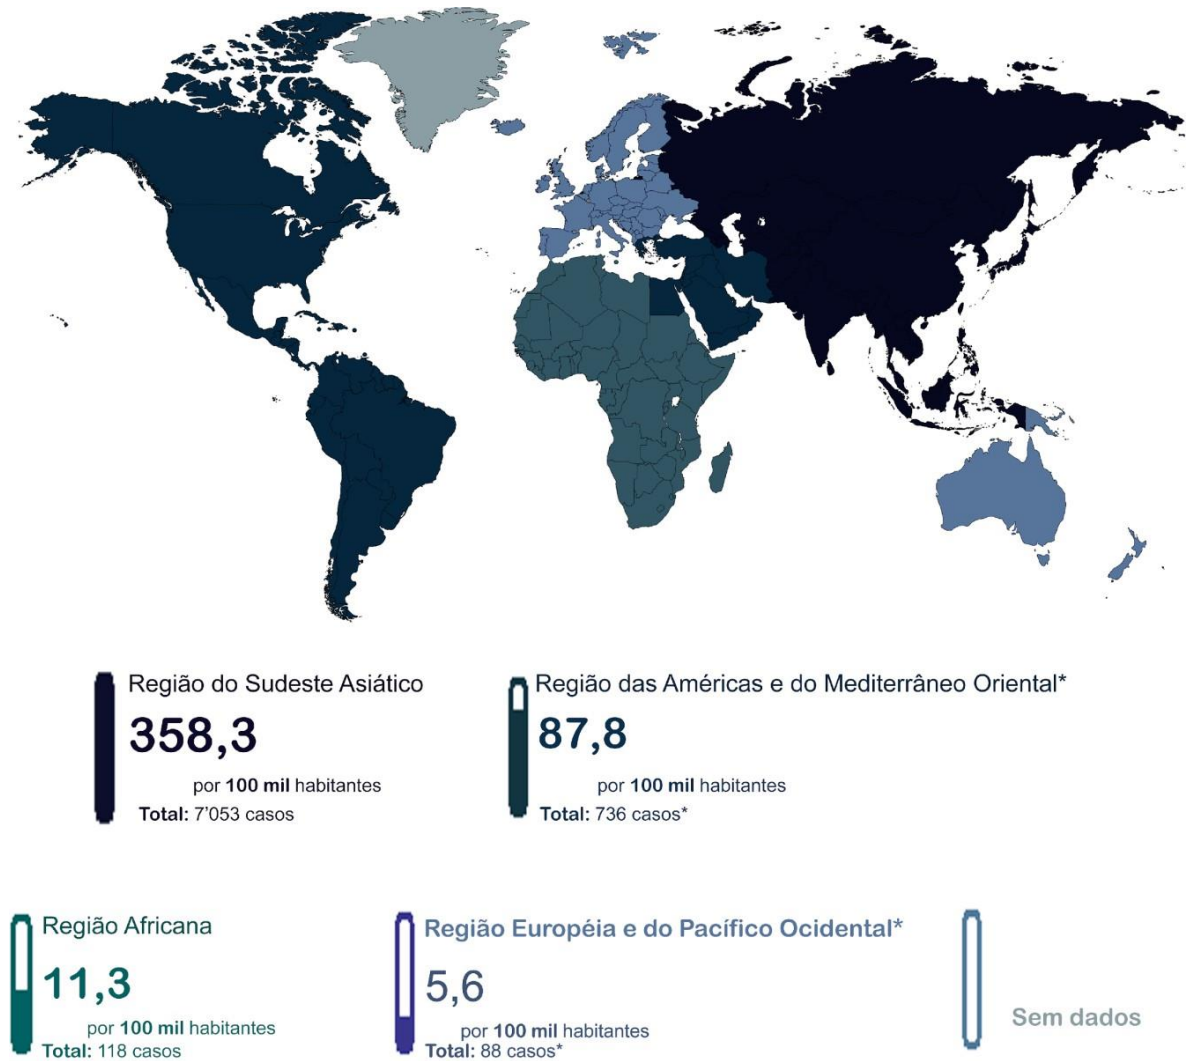 Região do Sudeste Asiático
358,3
por 100 mil habitantes
Total: 7'053 casos
Região das Américas e do Mediterrâneo Oriental*
87,8
por 100 mil habitantes
Total: 736 casos*
Região Africana
11,3
por 100 mil habitantes
Total: 118 casos
Região Européia e do Pacífico Ocidental*
5,6
por 100 mil habitantes
Total: 88 casos*
Sem dados